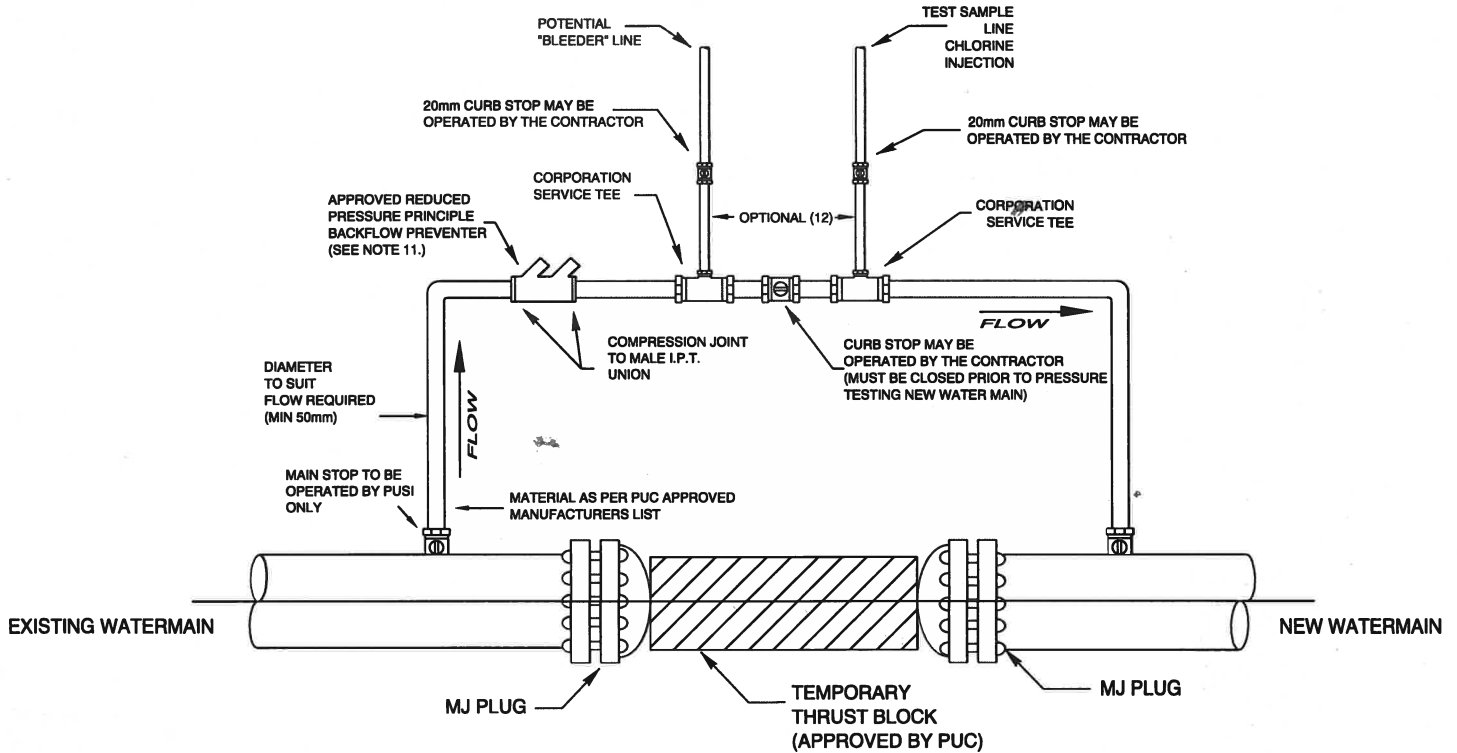 POTENTIAL
"BLEEDER" LINE
TEST SAMPLE
LINE
CHLORINE
INJECTION
20mm CURB STOP MAY BE
OPERATED BY THE CONTRACTOR
20mm CURB STOP MAY BE
OPERATED BY THE CONTRACTOR
CORPORATION
SERVICE TEE
APPROVED REDUCED
PRESSURE PRINCIPLE
BACKFLOW PREVENTER
(SEE NOTE 11.)
OPTIONAL (12)
CORPORATION
SERVICE TEE
FLOW
COMPRESSION JOINT
TO MALE I.P.T.
UNION
CURB STOP MAY BE
OPERATED BY THE CONTRACTOR
(MUST BE CLOSED PRIOR TO PRESSURE
TESTING NEW WATER MAIN)
DIAMETER
TO SUIT
FLOW REQUIRED
(MIN 50mm)
FLOW
MAIN STOP TO BE
OPERATED BY PUSI
ONLY
MATERIAL AS PER PUC APPROVED
MANUFACTURERS LIST
EXISTING WATERMAIN
NEW WATERMAIN
MJ PLUG
TEMPORARY
THRUST BLOCK
(APPROVED BY PUC)
MJ PLUG